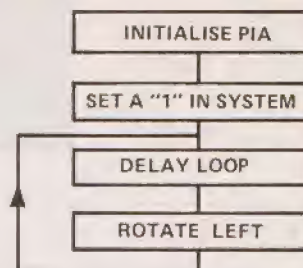 INITIALISE PIA
SET A "1" IN SYSTEM
DELAY LOOP
ROTATE LEFT